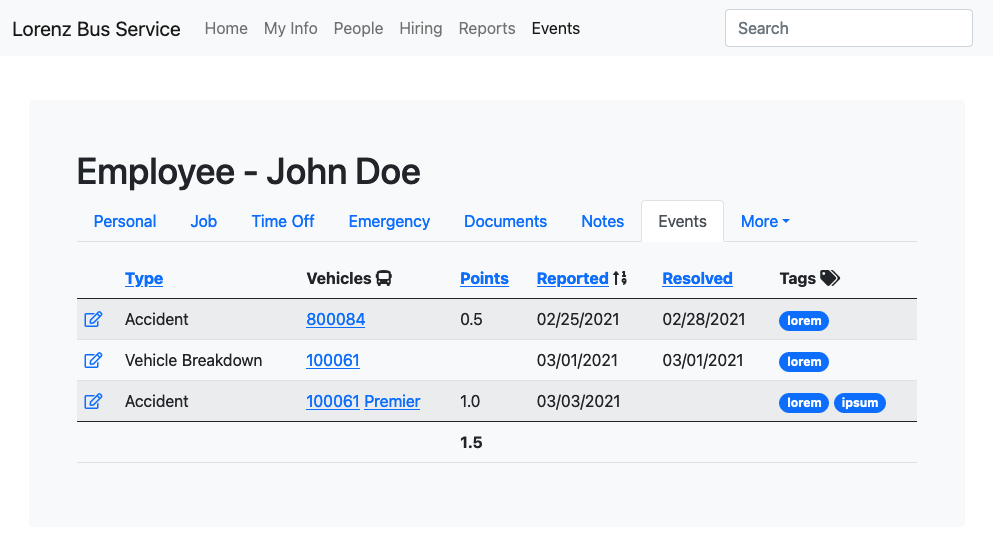 Lorenz Bus Service Home My Info People Hiring Reports Events Search
Employee - John Doe
Personal Job Time Off Emergency Documents Notes Events More
Type Vehicles Points Reported Resolved Tags
Accident 800084 0.5 02/25/2021 02/28/2021 lorem
Vehicle Breakdown 100061 03/01/2021 03/01/2021 lorem
Accident 100061 Premier 1.0 03/03/2021 lorem ipsum
1.5